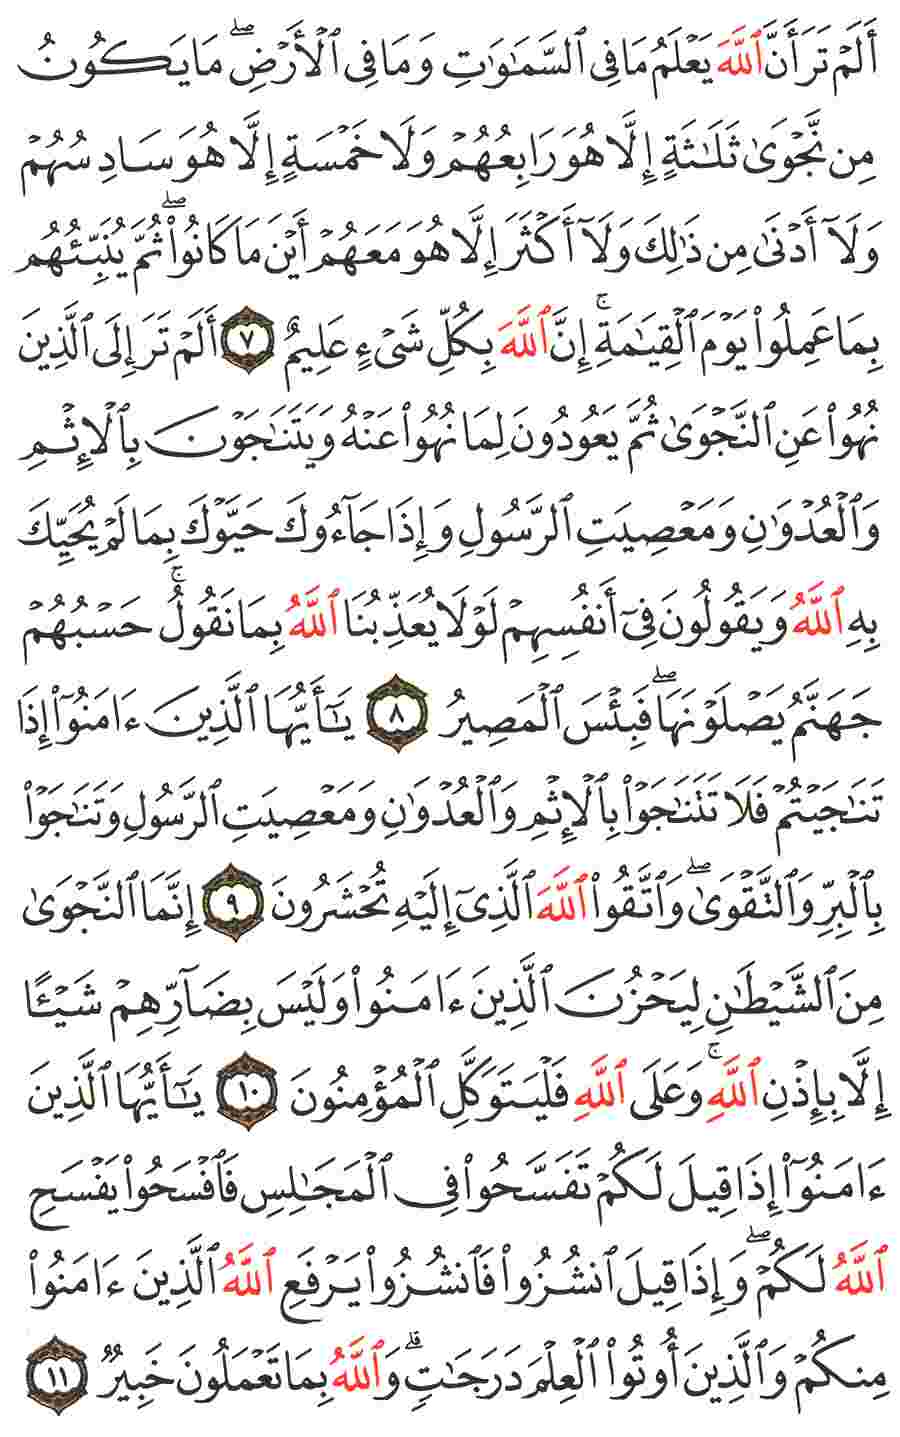 أَلَمْ تَرَ أَنَّ ٱللَّهَ يَعْلَمُ مَا فِى ٱلسَّمَٰوَٰتِ وَمَا فِى ٱلْأَرْضِ ۖ مَا يَكُونُ
مِن نَّجْوَىٰ ثَلَٰثَةٍ إِلَّا هُوَ رَابِعُهُمْ وَلَا خَمْسَةٍ إِلَّا هُوَ سَادِسُهُمْ
وَلَآ أَدْنَىٰ مِن ذَٰلِكَ وَلَآ أَكْثَرَ إِلَّا هُوَ مَعَهُمْ أَيْنَ مَا كَانُوا۟ ۖ ثُمَّ يُنَبِّئُهُم
بِمَا عَمِلُوا۟ يَوْمَ ٱلْقِيَٰمَةِ ۚ إِنَّ ٱللَّهَ بِكُلِّ شَىْءٍ عَلِيمٌ ٧ أَلَمْ تَرَ إِلَى ٱلَّذِينَ
نُهُوا۟ عَنِ ٱلنَّجْوَىٰ ثُمَّ يَعُودُونَ لِمَا نُهُوا۟ عَنْهُ وَيَتَنَٰجَوْنَ بِٱلْإِثْمِ
وَٱلْعُدْوَٰنِ وَمَعْصِيَتِ ٱلرَّسُولِ وَإِذَا جَآءُوكَ حَيَّوْكَ بِمَا لَمْ يُحَيِّكَ
بِهِ ٱللَّهُ وَيَقُولُونَ فِىٓ أَنفُسِهِمْ لَوْلَا يُعَذِّبُنَا ٱللَّهُ بِمَا نَقُولُ ۚ حَسْبُهُمْ
جَهَنَّمُ يَصْلَوْنَهَا ۖ فَبِئْسَ ٱلْمَصِيرُ ٨ يَٰٓأَيُّهَا ٱلَّذِينَ ءَامَنُوٓا۟ إِذَا
تَنَٰجَيْتُمْ فَلَا تَتَنَٰجَوْا۟ بِٱلْإِثْمِ وَٱلْعُدْوَٰنِ وَمَعْصِيَتِ ٱلرَّسُولِ وَتَنَٰجَوْا۟
بِٱلْبِرِّ وَٱلتَّقْوَىٰ ۖ وَٱتَّقُوا۟ ٱللَّهَ ٱلَّذِىٓ إِلَيْهِ تُحْشَرُونَ ٩ إِنَّمَا ٱلنَّجْوَىٰ
مِنَ ٱلشَّيْطَٰنِ لِيَحْزُنَ ٱلَّذِينَ ءَامَنُوا۟ وَلَيْسَ بِضَآرِّهِمْ شَيْـًٔا
إِلَّا بِإِذْنِ ٱللَّهِ ۚ وَعَلَى ٱللَّهِ فَلْيَتَوَكَّلِ ٱلْمُؤْمِنُونَ ١٠ يَٰٓأَيُّهَا ٱلَّذِينَ
ءَامَنُوٓا۟ إِذَا قِيلَ لَكُمْ تَفَسَّحُوا۟ فِى ٱلْمَجَٰلِسِ فَٱفْسَحُوا۟ يَفْسَحِ
ٱللَّهُ لَكُمْ ۖ وَإِذَا قِيلَ ٱنشُزُوا۟ فَٱنشُزُوا۟ يَرْفَعِ ٱللَّهُ ٱلَّذِينَ ءَامَنُوا۟
مِنكُمْ وَٱلَّذِينَ أُوتُوا۟ ٱلْعِلْمَ دَرَجَٰتٍ ۗ وَٱللَّهُ بِمَا تَعْمَلُونَ خَبِيرٌ ١١